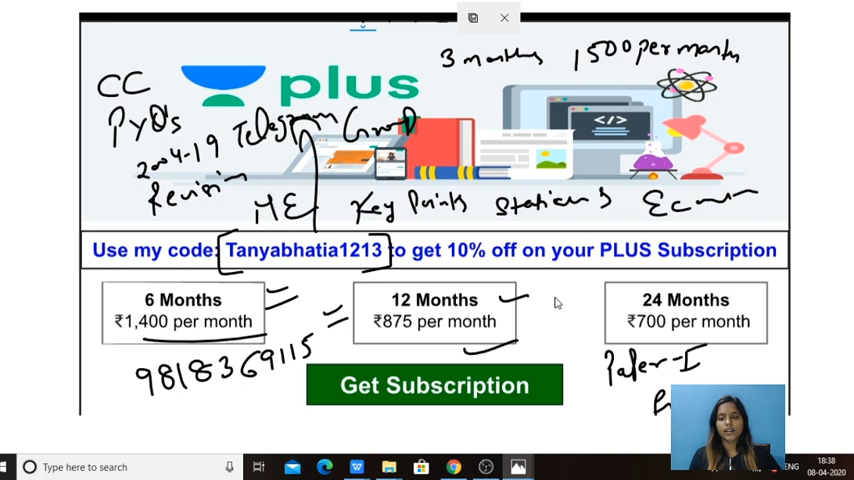 3 months 1500 per month
CC
plus
PYQ's Telegram Group
2004-19
Revision
ME Key Points Statics
</>
Use my code: Tanyabhatia1213 to get 10% off on your PLUS Subscription
6 Months
₹1,400 per month
12 Months
₹875 per month
24 Months
₹700 per month
9818369115
Paper-I
Get Subscription
Type here to search
ENG
18:38
08-04-2020